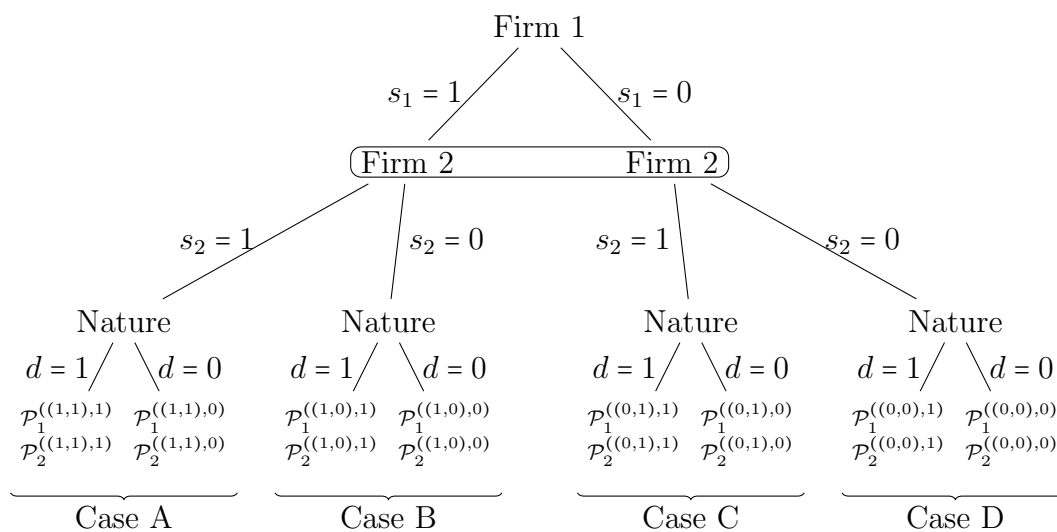 Firm 1
s₁ = 1 s₁ = 0
Firm 2 Firm 2
s₂ = 1 s₂ = 0 s₂ = 1 s₂ = 0
Nature Nature Nature Nature
d = 1 d = 0 d = 1 d = 0 d = 1 d = 0 d = 1 d = 0
𝒫₁^((1,1),1) 𝒫₁^((1,1),0) 𝒫₁^((1,0),1) 𝒫₁^((1,0),0) 𝒫₁^((0,1),1) 𝒫₁^((0,1),0) 𝒫₁^((0,0),1) 𝒫₁^((0,0),0)
𝒫₂^((1,1),1) 𝒫₂^((1,1),0) 𝒫₂^((1,0),1) 𝒫₂^((1,0),0) 𝒫₂^((0,1),1) 𝒫₂^((0,1),0) 𝒫₂^((0,0),1) 𝒫₂^((0,0),0)
Case A Case B Case C Case D